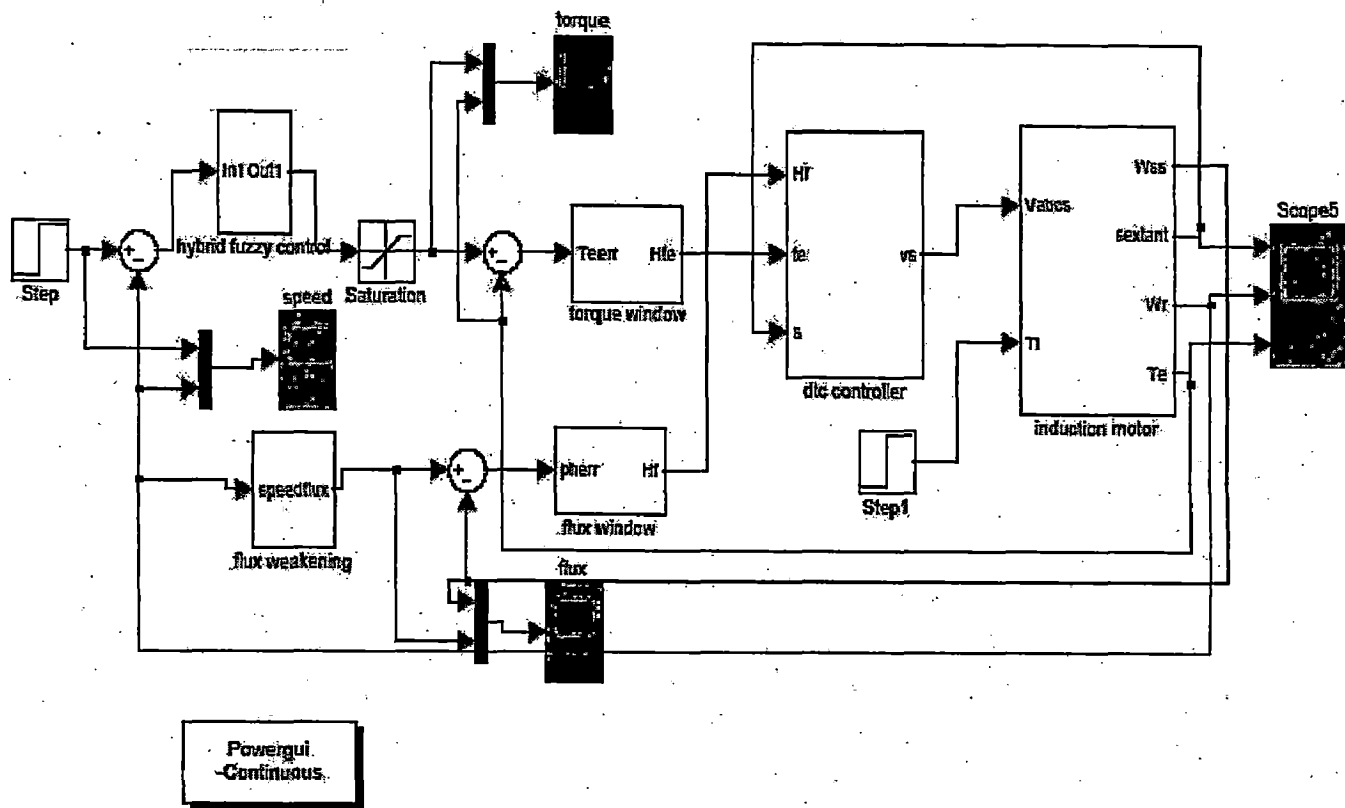 torque
In1 Out1
hybrid fuzzy control
Step
Saturation
speed
Teerr
Hte
torque window
Hf
te
s
vs
dtc controller
Vabcs
Tl
Wss
sextant
Wr
Te
induction motor
Scope5
speedflux
flux weakening
pherr
Hf
flux window
Step1
flux
Powergui
-Continuous